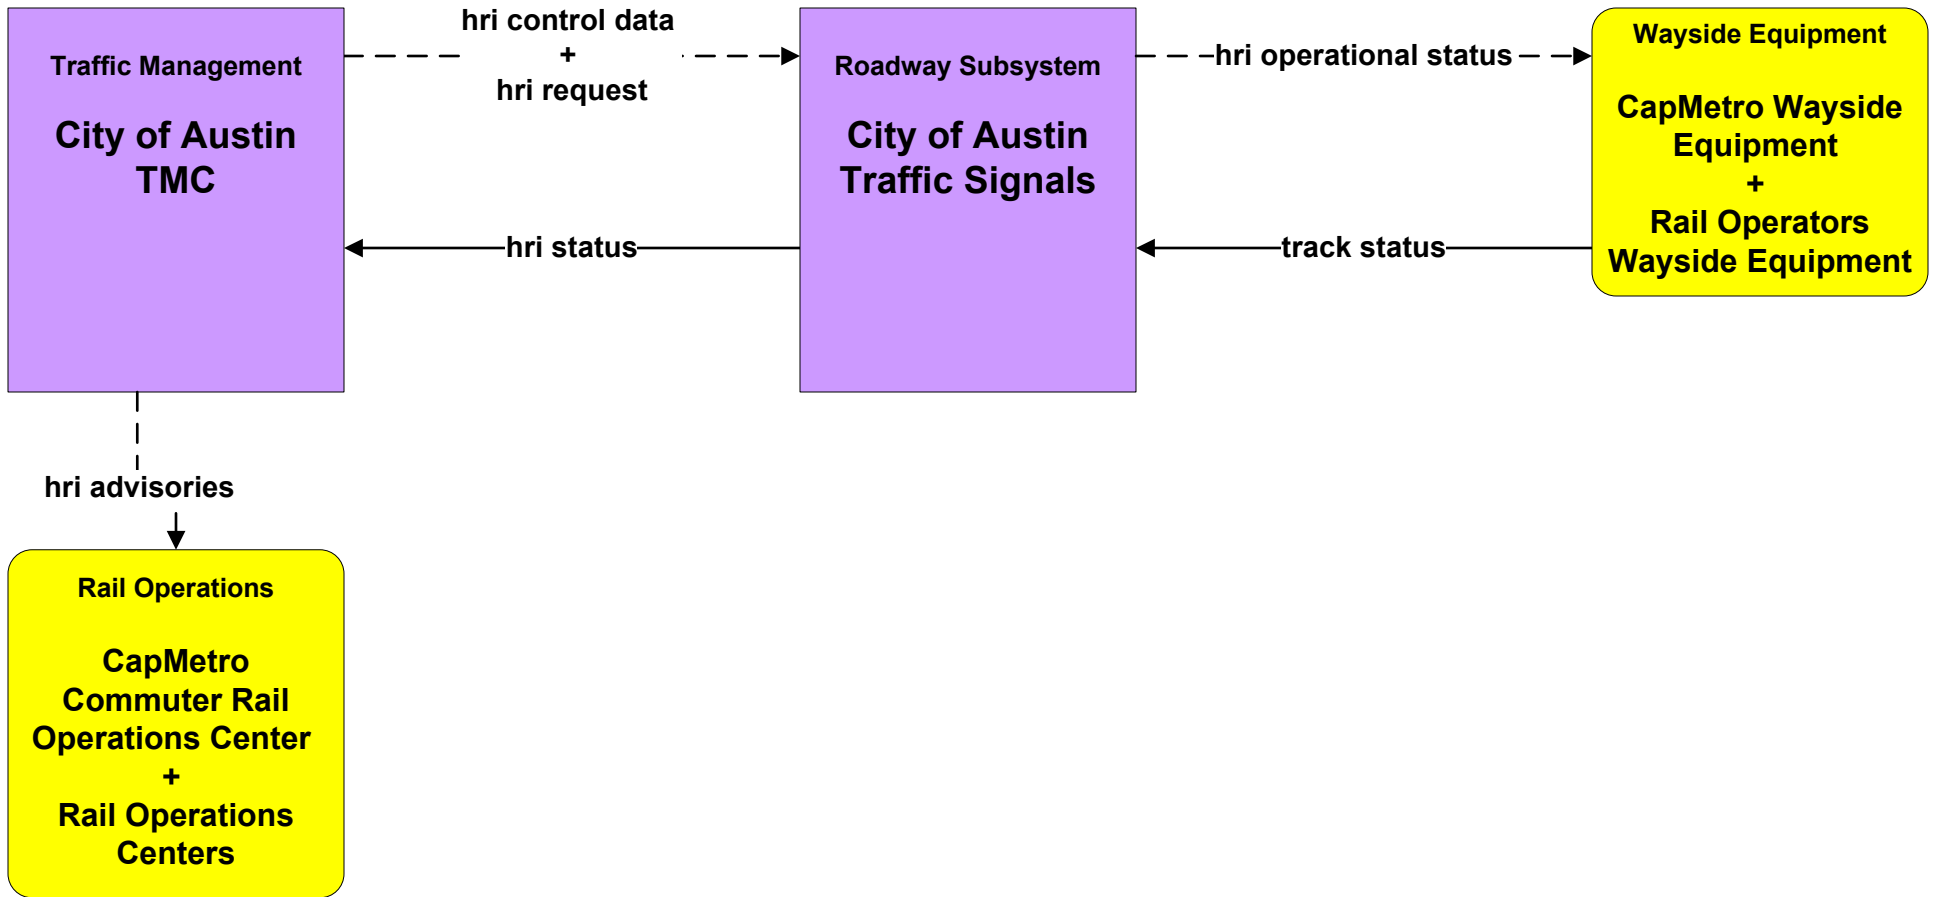 Traffic Management
City of Austin
TMC
hri control data
+
hri request
Roadway Subsystem
City of Austin
Traffic Signals
hri operational status
Wayside Equipment
CapMetro Wayside
Equipment
+
Rail Operators
Wayside Equipment
hri status
track status
hri advisories
Rail Operations
CapMetro
Commuter Rail
Operations Center
+
Rail Operations
Centers